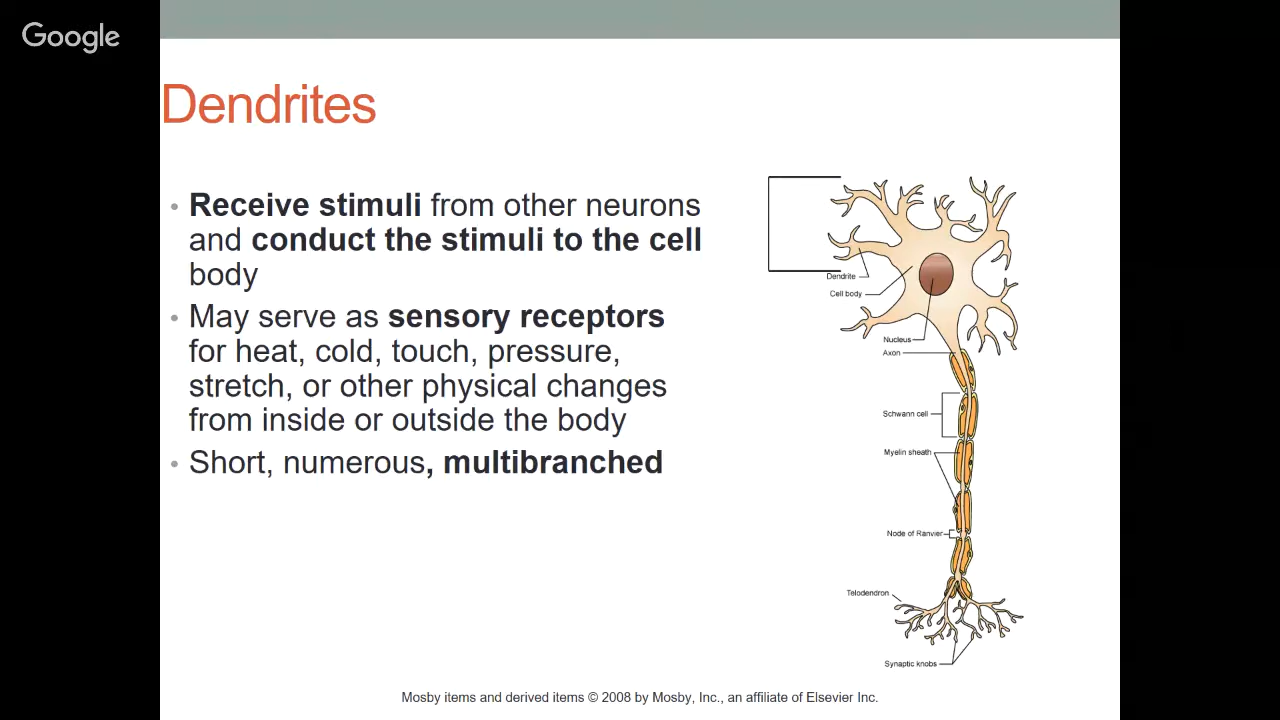 Google
Dendrites
• Receive stimuli from other neurons
and conduct the stimuli to the cell
body
• May serve as sensory receptors
for heat, cold, touch, pressure,
stretch, or other physical changes
from inside or outside the body
• Short, numerous, multibranched
Dendrite
Cell body
Nucleus
Axon
Schwann cell
Myelin sheath
Node of Ranvier
Telodendron
Synaptic knobs
Mosby items and derived items © 2008 by Mosby, Inc., an affiliate of Elsevier Inc.